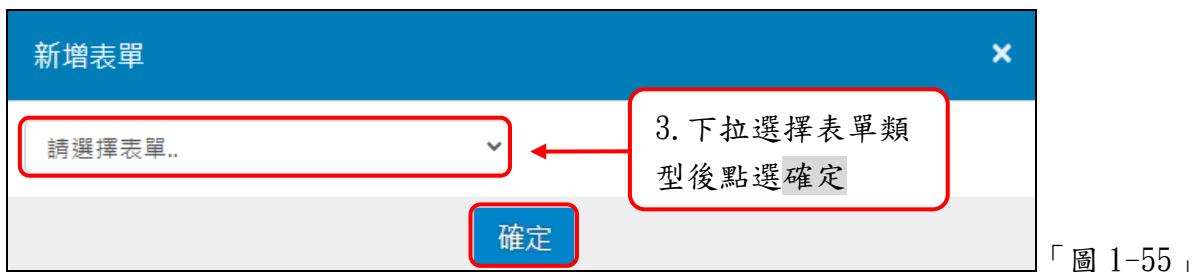 新增表單
×
請選擇表單..
3.下拉選擇表單類
型後點選確定
確定
「圖 1-55」